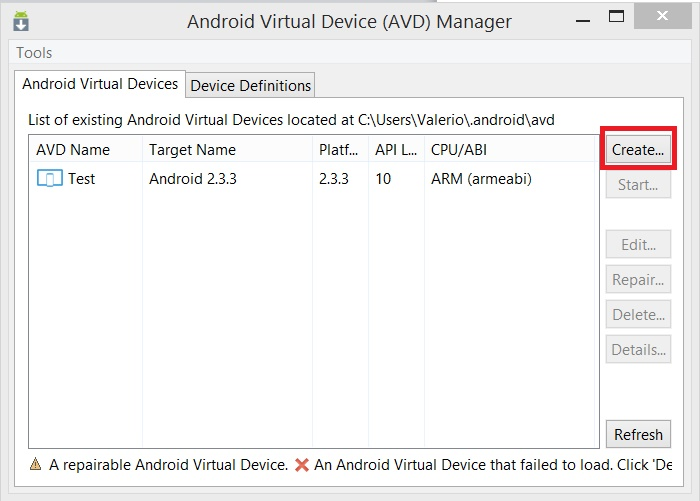 Android Virtual Device (AVD) Manager
Tools
Android Virtual Devices Device Definitions
List of existing Android Virtual Devices located at C:\Users\Valerio\.android\avd
AVD Name Target Name Platf... API L... CPU/ABI Create...
Test Android 2.3.3 2.3.3 10 ARM (armeabi) Start...
Edit...
Repair...
Delete...
Details...
Refresh
A repairable Android Virtual Device. An Android Virtual Device that failed to load. Click 'De